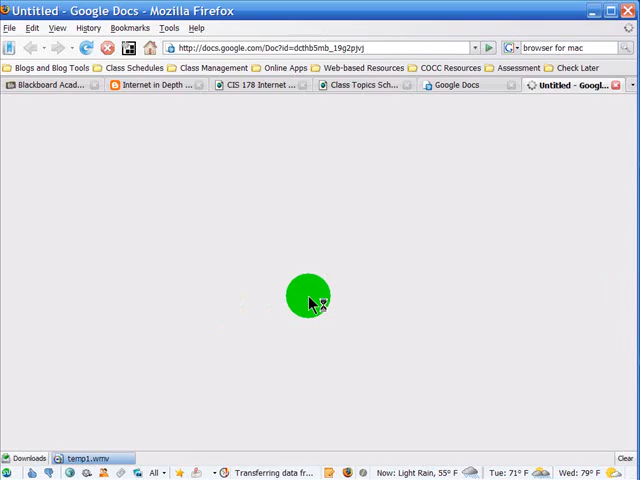 Untitled - Google Docs - Mozilla Firefox
File Edit View History Bookmarks Tools Help
http://docs.google.com/Doc?id=dcthb5mb_19g2pjvj browser for mac
Blogs and Blog Tools Class Schedules Class Management Online Apps Web-based Resources COCC Resources Assessment Check Later
Blackboard Acad... Internet in Depth ... CIS 178 Internet ... Class Topics Sch... Google Docs Untitled - Googl...
Downloads temp1.wmv Clear
All Transferring data fr... Now: Light Rain, 55° F Tue: 71° F Wed: 79° F